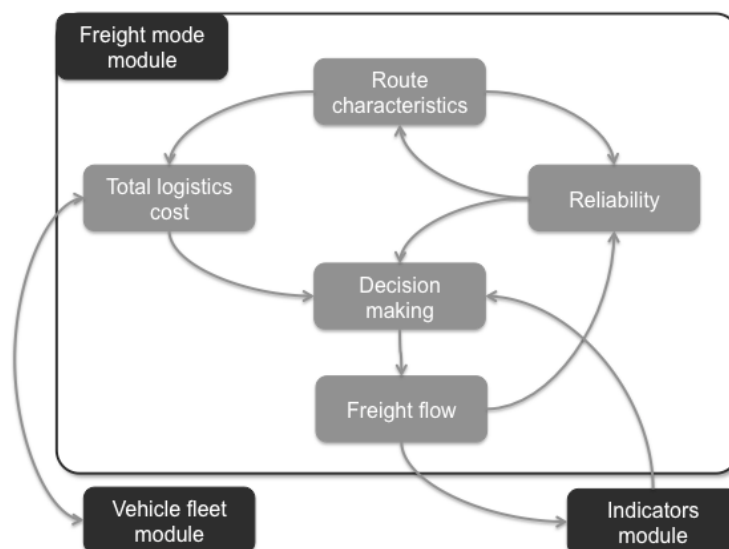 Freight mode
module
Route
characteristics
Total logistics
cost
Reliability
Decision
making
Freight flow
Vehicle fleet
module
Indicators
module